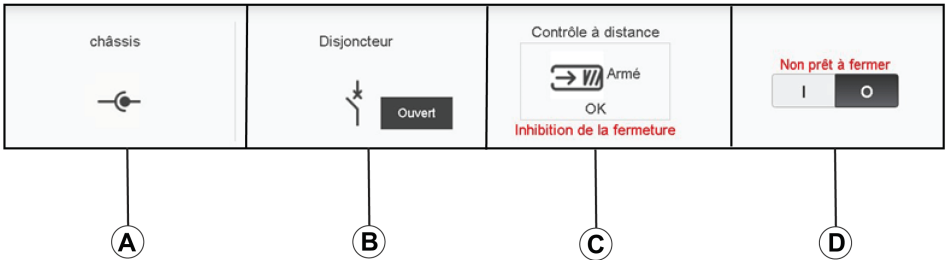 châssis
Disjoncteur
Ouvert
Contrôle à distance
Armé
OK
Inhibition de la fermeture
Non prêt à fermer
I O
A B C D